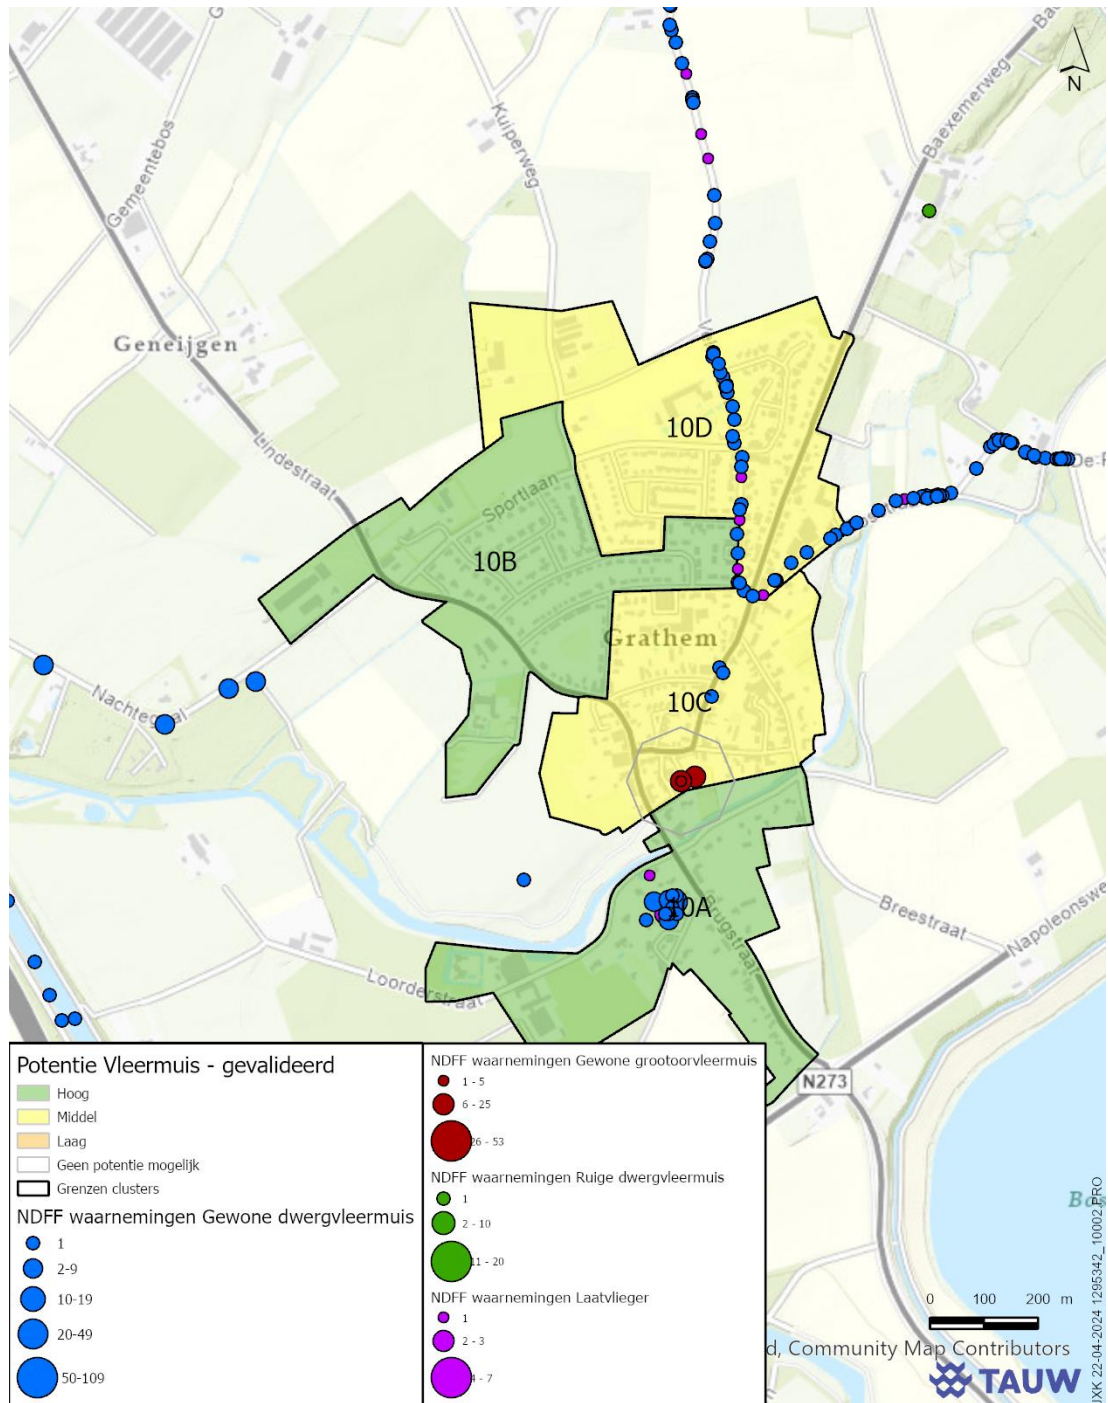 N
Baexemerweg
Kuiperweg
Gemeentebos
Geneijgen
Lindestraat
10D
Sportlaan
10B
Grathem
10C
Nachtegaal
10A
Brugstraat
Breestraat
Napoleonsweg
Loorderstraat
N273
Potentie Vleermuis - gevalideerd
Hoog
Middel
Laag
Geen potentie mogelijk
Grenzen clusters
NDFF waarnemingen Gewone dwergvleermuis
1
2-9
10-19
20-49
50-109
NDFF waarnemingen Gewone grootoorvleermuis
1 - 5
6 - 25
26 - 53
NDFF waarnemingen Ruige dwergvleermuis
1
2 - 10
11 - 20
NDFF waarnemingen Laatvlieger
1
2 - 3
4 - 7
0 100 200 m
d, Community Map Contributors
TAUW
JXK 22-04-2024 1295342_10002.PRO